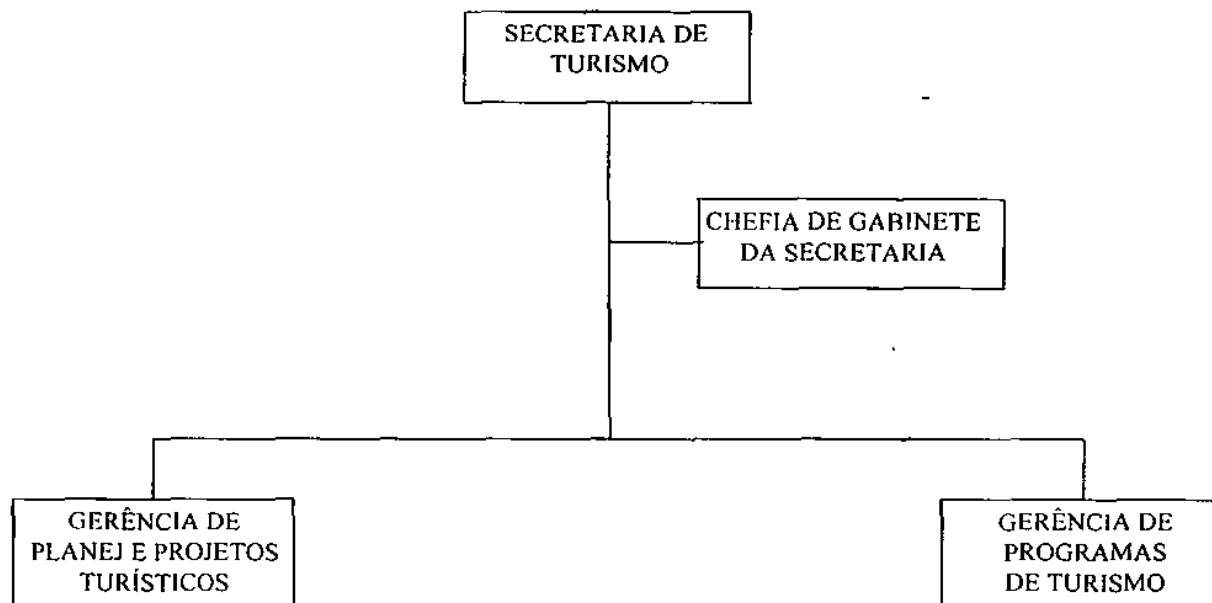 SECRETARIA DE
TURISMO
CHEFIA DE GABINETE
DA SECRETARIA
GERÊNCIA DE
PLANEJ E PROJETOS
TURÍSTICOS
GERÊNCIA DE
PROGRAMAS
DE TURISMO